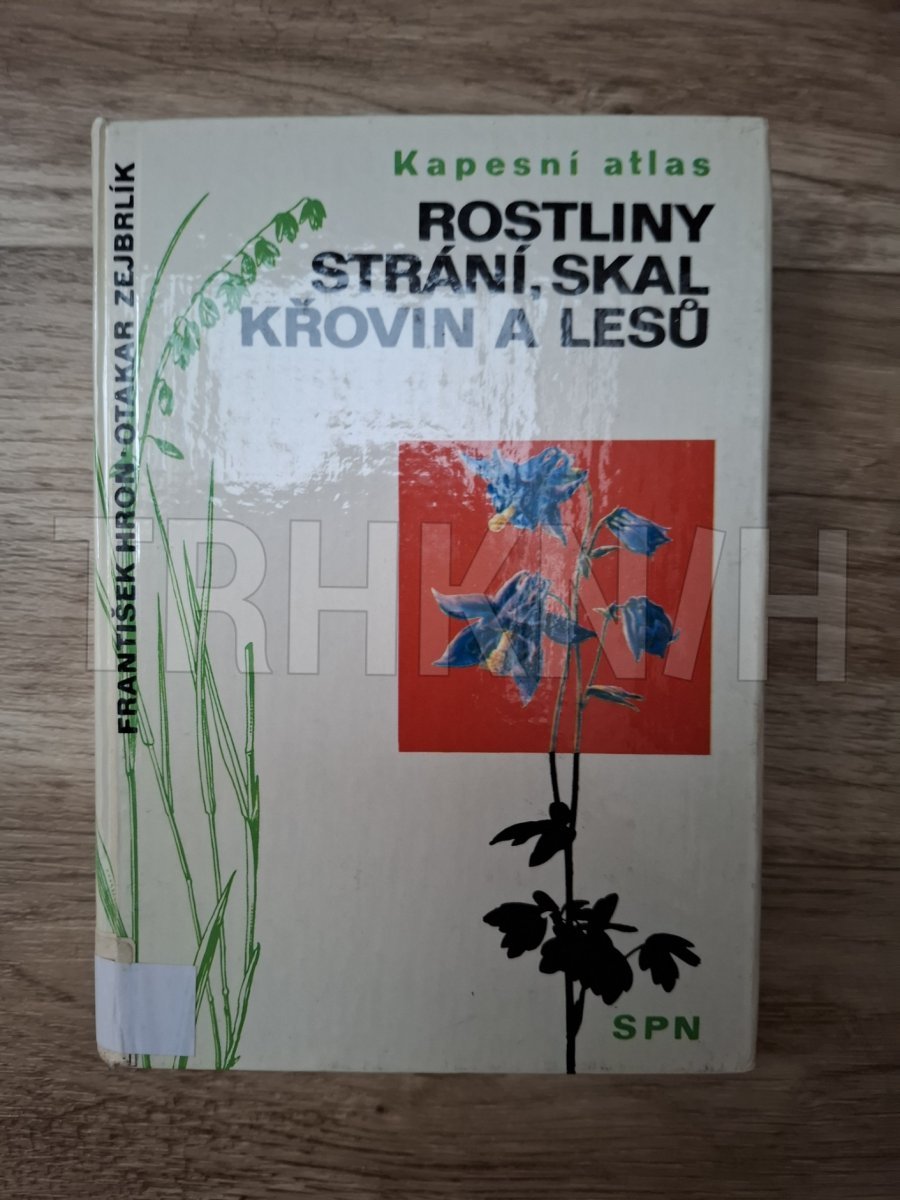 Kapesní atlas
ROSTLINY
STRÁNÍ, SKAL
KŘOVIN A LESŮ
FRANTIŠEK HRON • OTAKAR ZEJBRLÍK
TRHKNIH
SPN